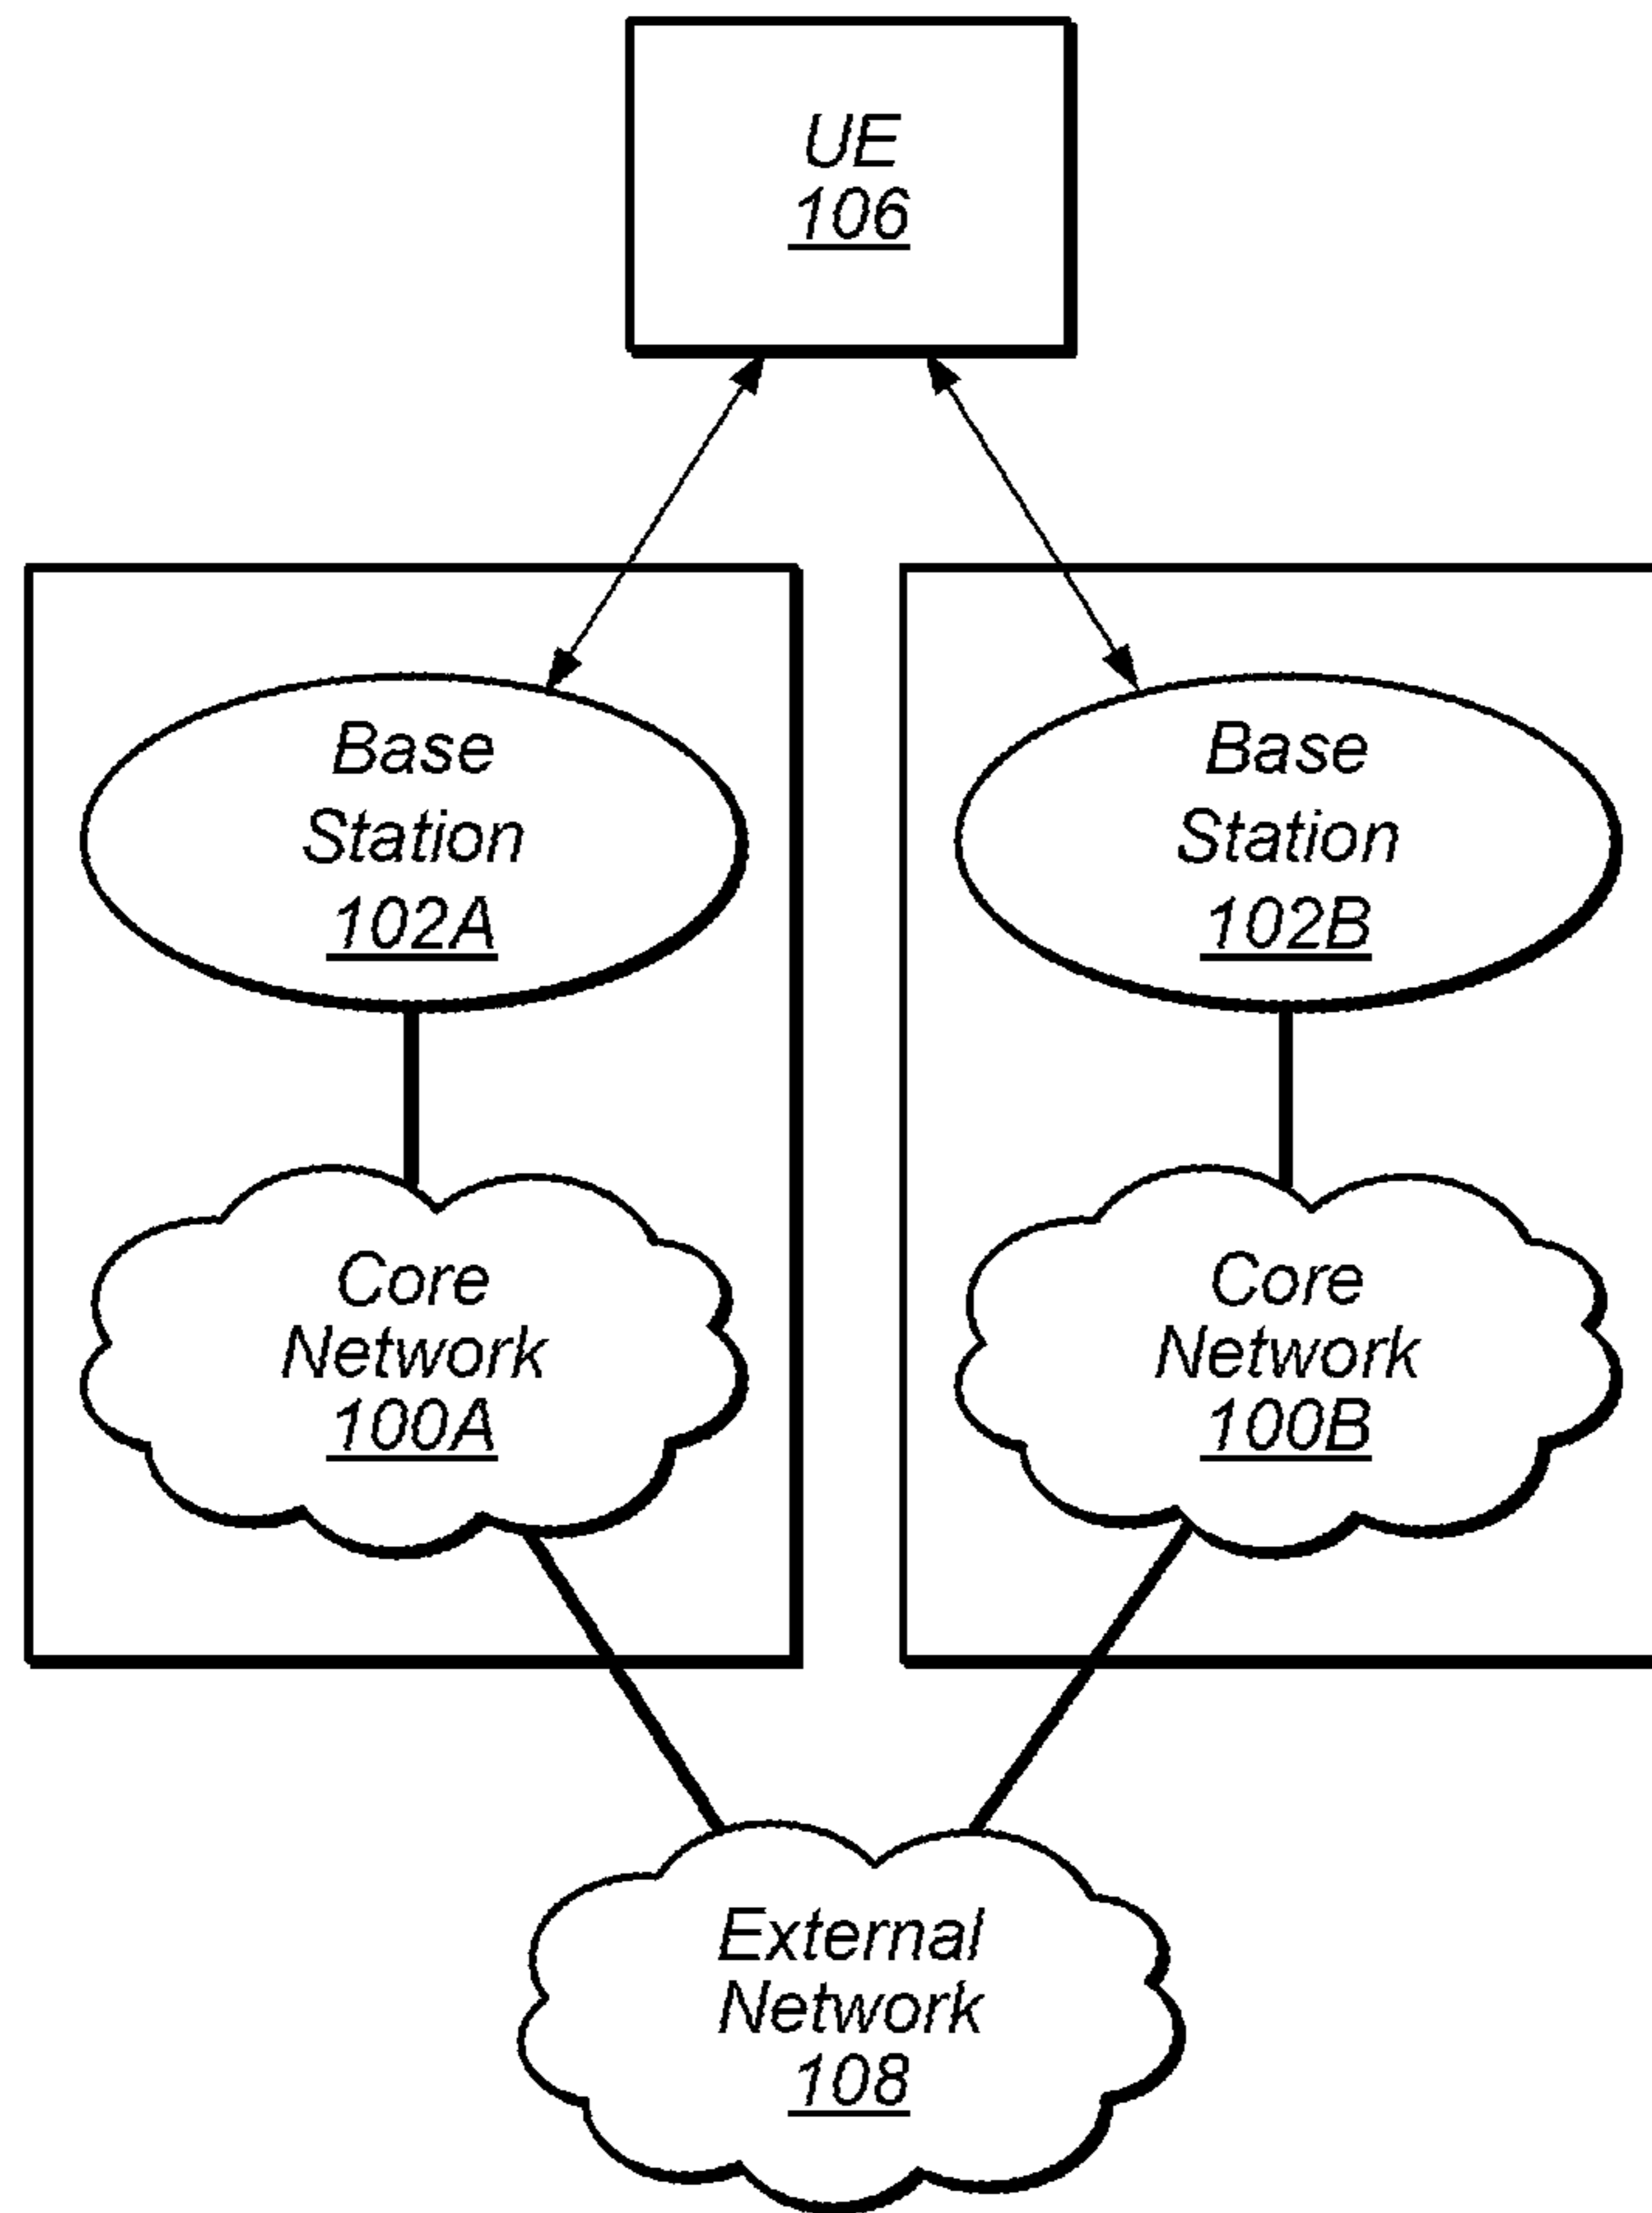 UE
106
Base
Station
102A
Base
Station
102B
Core
Network
100A
Core
Network
100B
External
Network
108